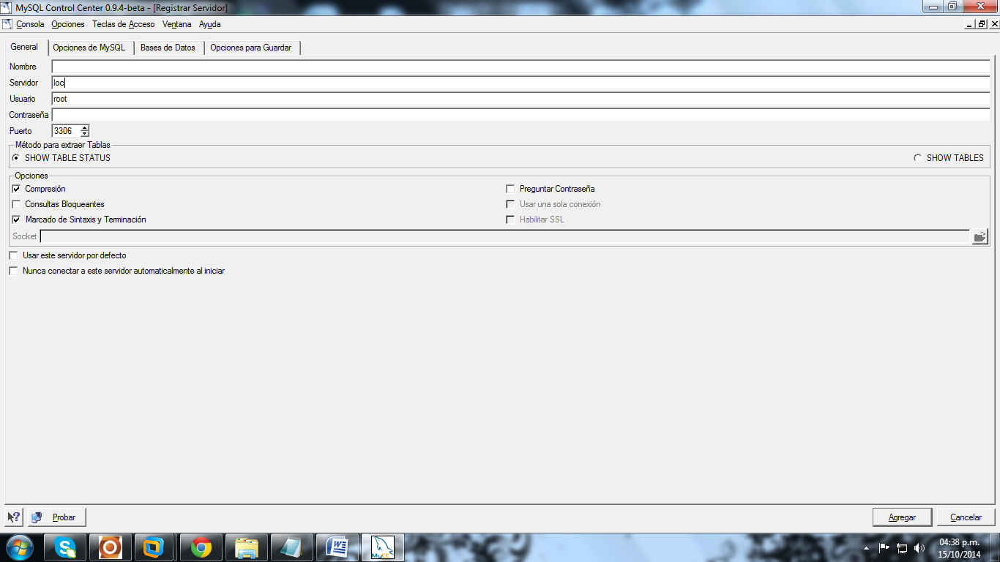 MySQL Control Center 0.9.4-beta - [Registrar Servidor]
Consola Opciones Teclas de Acceso Ventana Ayuda
General Opciones de MySQL Bases de Datos Opciones para Guardar
Nombre
Servidor loc
Usuario root
Contraseña
Puerto 3306
Método para extraer Tablas
SHOW TABLE STATUS SHOW TABLES
Opciones
Compresión Preguntar Contraseña
Consultas Bloqueantes Usar una sola conexión
Marcado de Sintaxis y Terminación Habilitar SSL
Socket
Usar este servidor por defecto
Nunca conectar a este servidor automaticalmente al iniciar
Probar Agregar Cancelar
MyCC
04:38 p.m.
15/10/2014